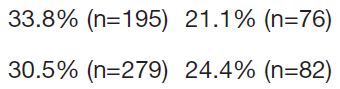 33.8% (n=195) 21.1% (n=76)
30.5% (n=279) 24.4% (n=82)